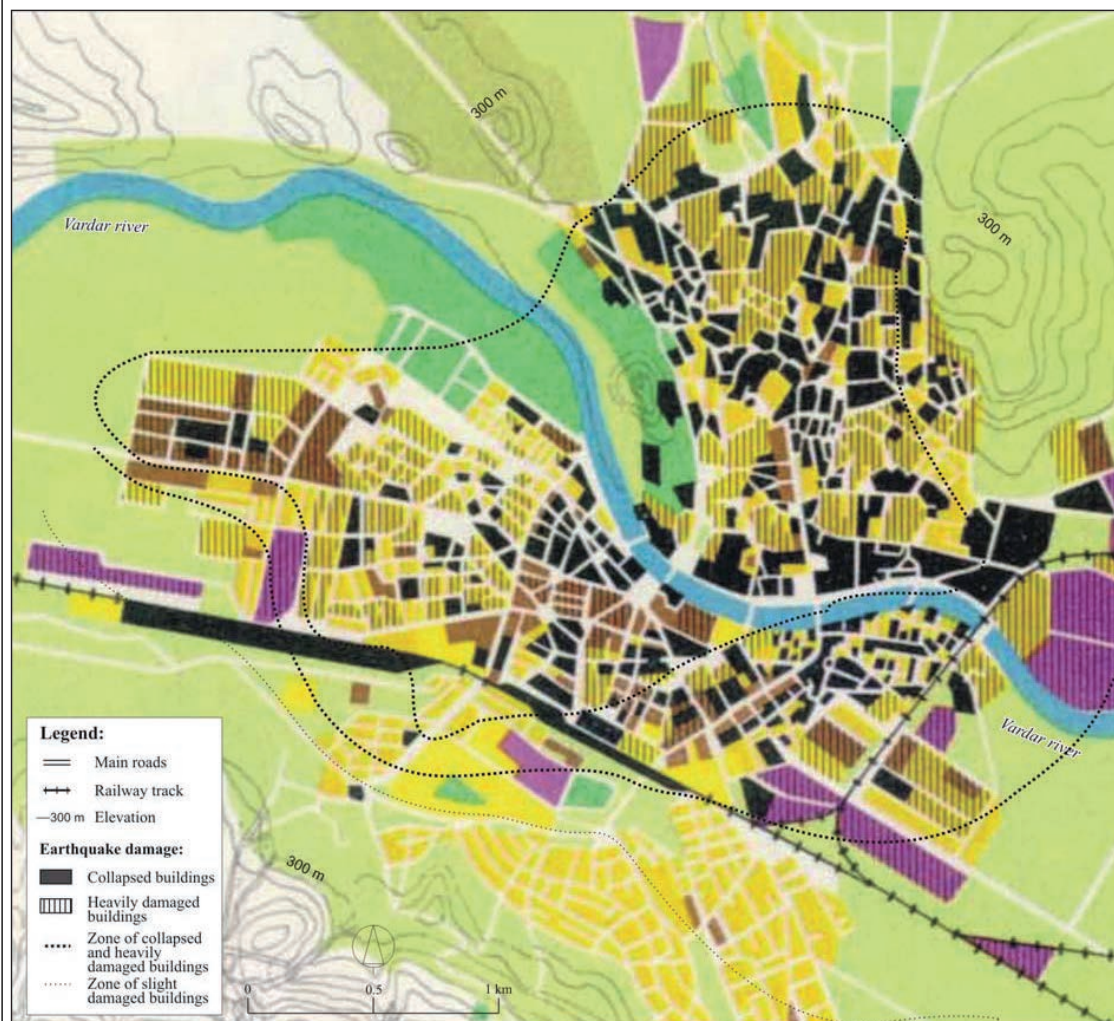 300 m
Vardar river
300 m
Vardar river
300 m
Legend:
Main roads
Railway track
300 m Elevation
Earthquake damage:
Collapsed buildings
Heavily damaged
buildings
Zone of collapsed
and heavily
damaged buildings
Zone of slight
damaged buildings
0 0.5 1 km